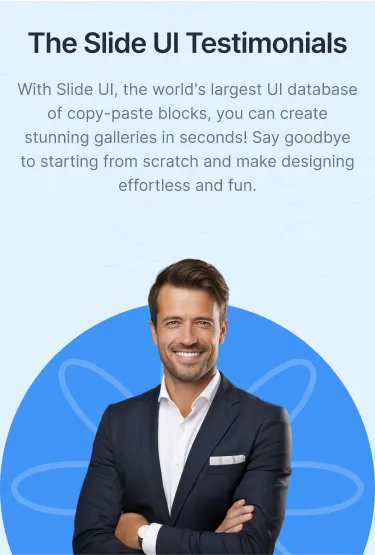 The Slide UI Testimonials
With Slide UI, the world's largest UI database
of copy-paste blocks, you can create
stunning galleries in seconds! Say goodbye
to starting from scratch and make designing
effortless and fun.